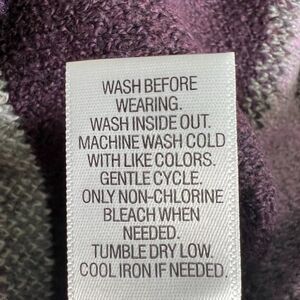 WASH BEFORE
WEARING.
WASH INSIDE OUT.
MACHINE WASH COLD
WITH LIKE COLORS.
GENTLE CYCLE.
ONLY NON-CHLORINE
BLEACH WHEN
NEEDED.
TUMBLE DRY LOW.
COOL IRON IF NEEDED.